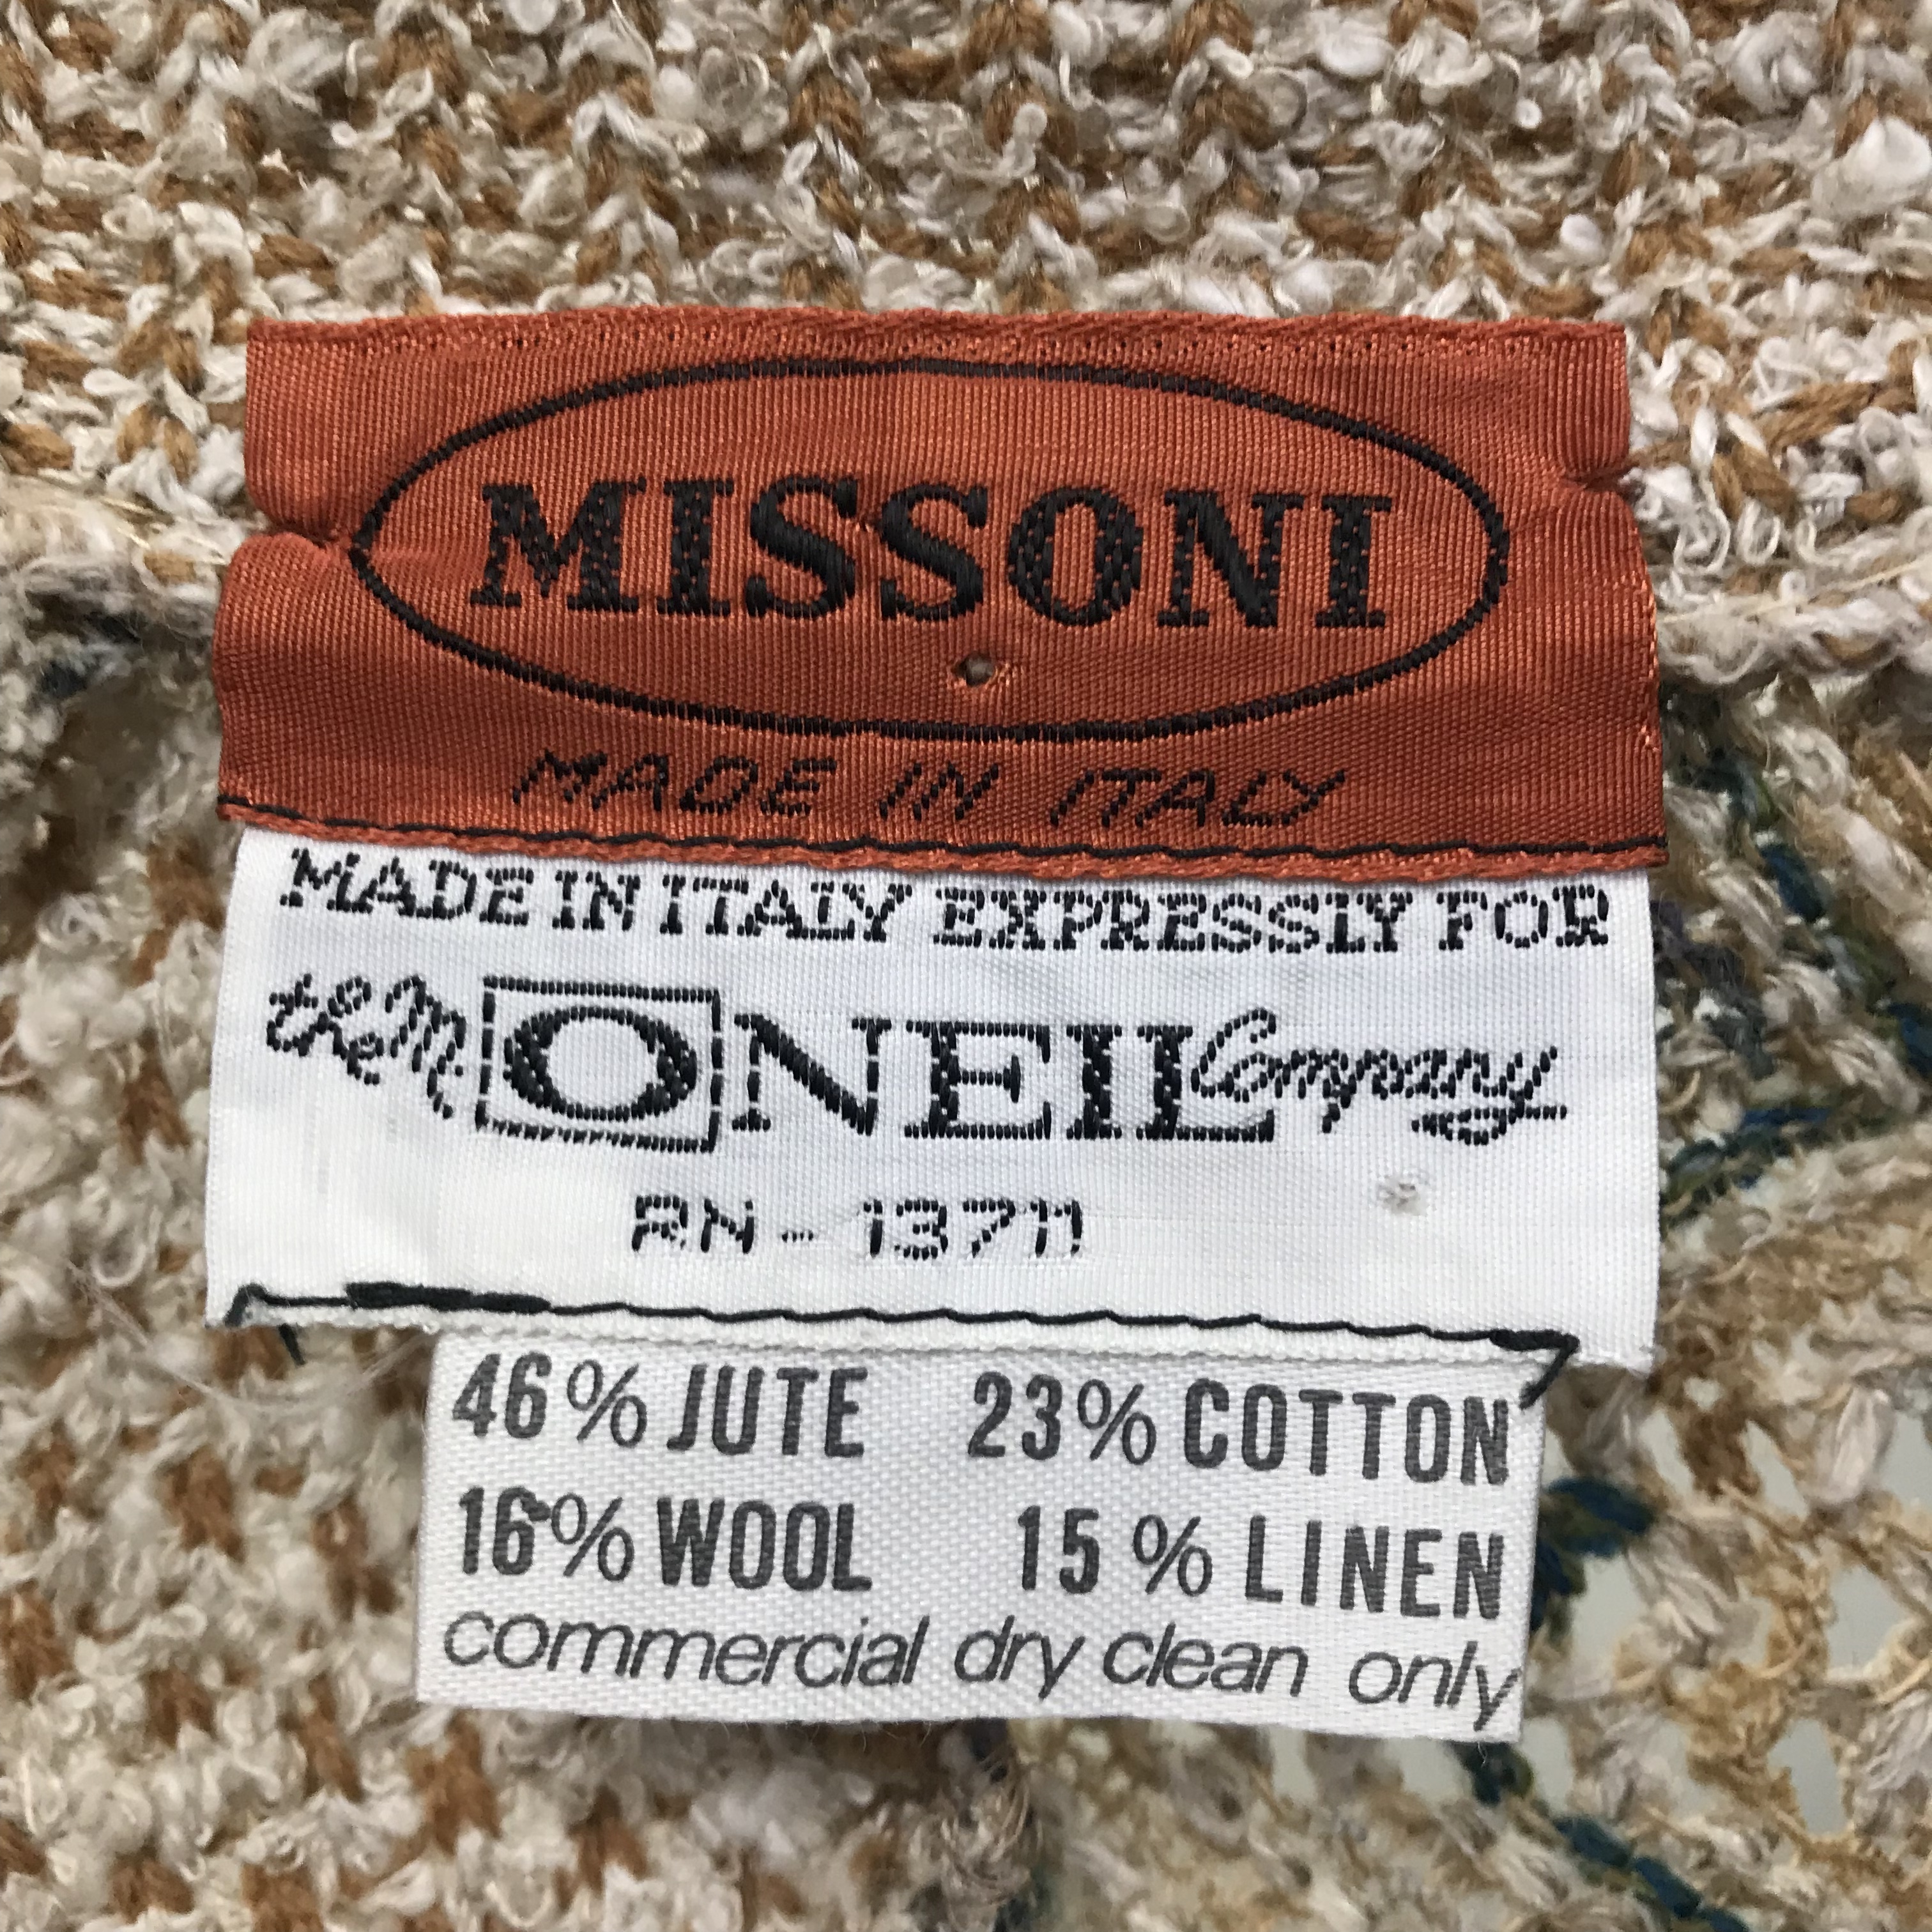 MISSONI
MADE IN ITALY
MADE IN ITALY EXPRESSLY FOR
the M. ONEIL Company
RN - 13711
46% JUTE 23% COTTON
16% WOOL 15% LINEN
commercial dry clean only